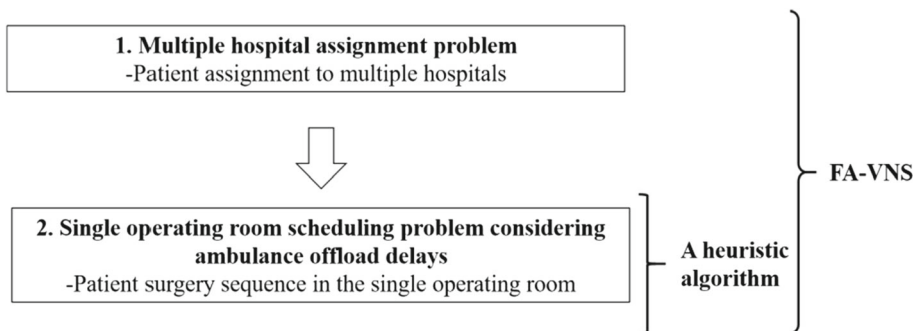 1. Multiple hospital assignment problem
-Patient assignment to multiple hospitals
2. Single operating room scheduling problem considering
ambulance offload delays
-Patient surgery sequence in the single operating room
A heuristic
algorithm
FA-VNS